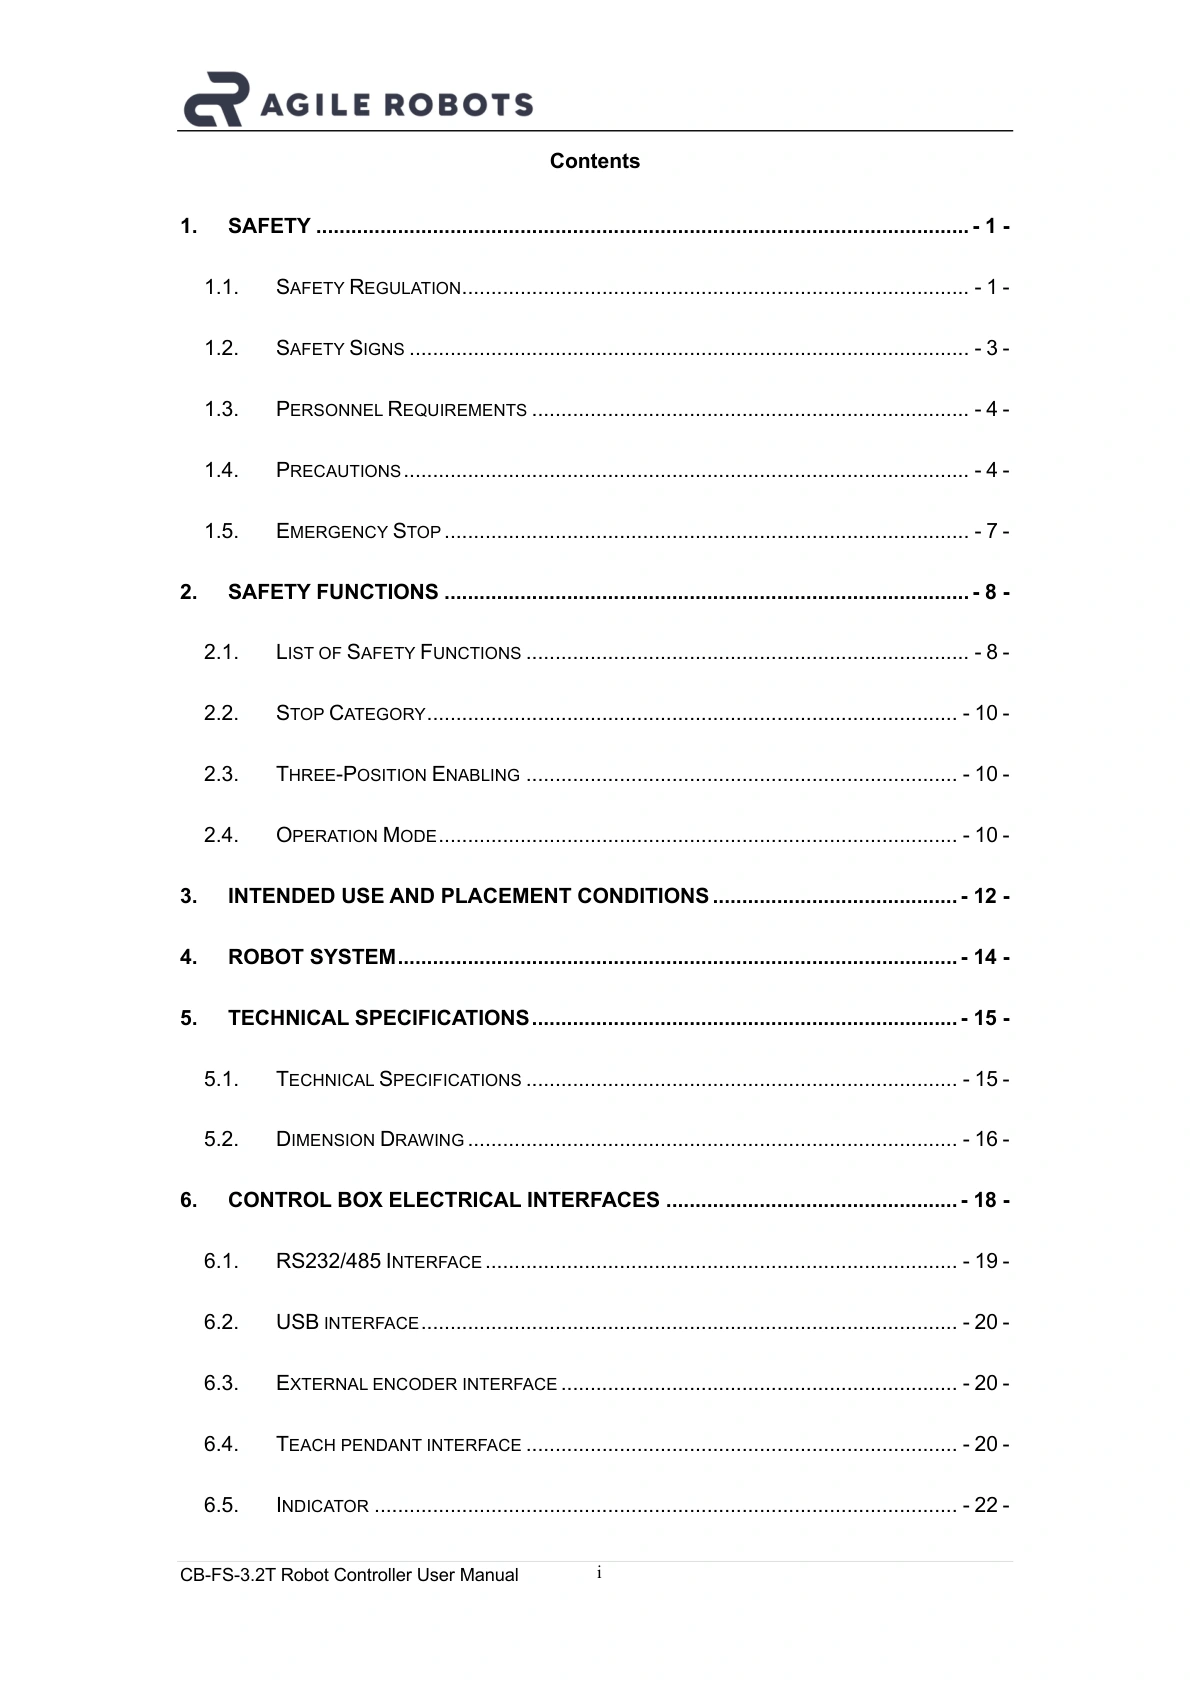 AGILE ROBOTS
Contents
1. SAFETY - 1 -
1.1. SAFETY REGULATION - 1 -
1.2. SAFETY SIGNS - 3 -
1.3. PERSONNEL REQUIREMENTS - 4 -
1.4. PRECAUTIONS - 4 -
1.5. EMERGENCY STOP - 7 -
2. SAFETY FUNCTIONS - 8 -
2.1. LIST OF SAFETY FUNCTIONS - 8 -
2.2. STOP CATEGORY - 10 -
2.3. THREE-POSITION ENABLING - 10 -
2.4. OPERATION MODE - 10 -
3. INTENDED USE AND PLACEMENT CONDITIONS - 12 -
4. ROBOT SYSTEM - 14 -
5. TECHNICAL SPECIFICATIONS - 15 -
5.1. TECHNICAL SPECIFICATIONS - 15 -
5.2. DIMENSION DRAWING - 16 -
6. CONTROL BOX ELECTRICAL INTERFACES - 18 -
6.1. RS232/485 INTERFACE - 19 -
6.2. USB INTERFACE - 20 -
6.3. EXTERNAL ENCODER INTERFACE - 20 -
6.4. TEACH PENDANT INTERFACE - 20 -
6.5. INDICATOR - 22 -
CB-FS-3.2T Robot Controller User Manual i